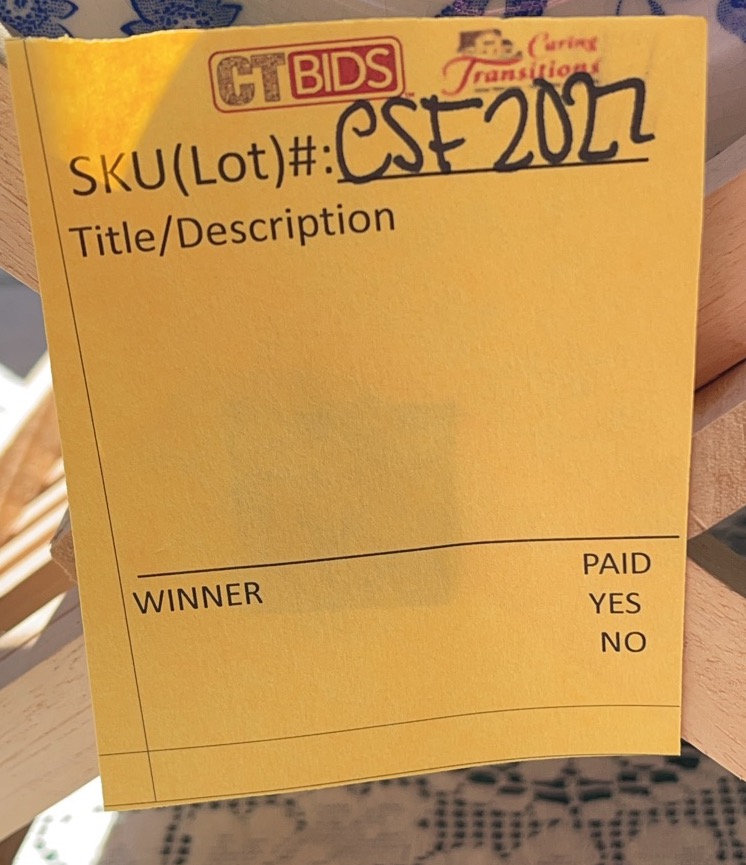 CTBIDS
Caring
Transitions
SKU(Lot)#: CSF2022
Title/Description
WINNER
PAID
YES
NO